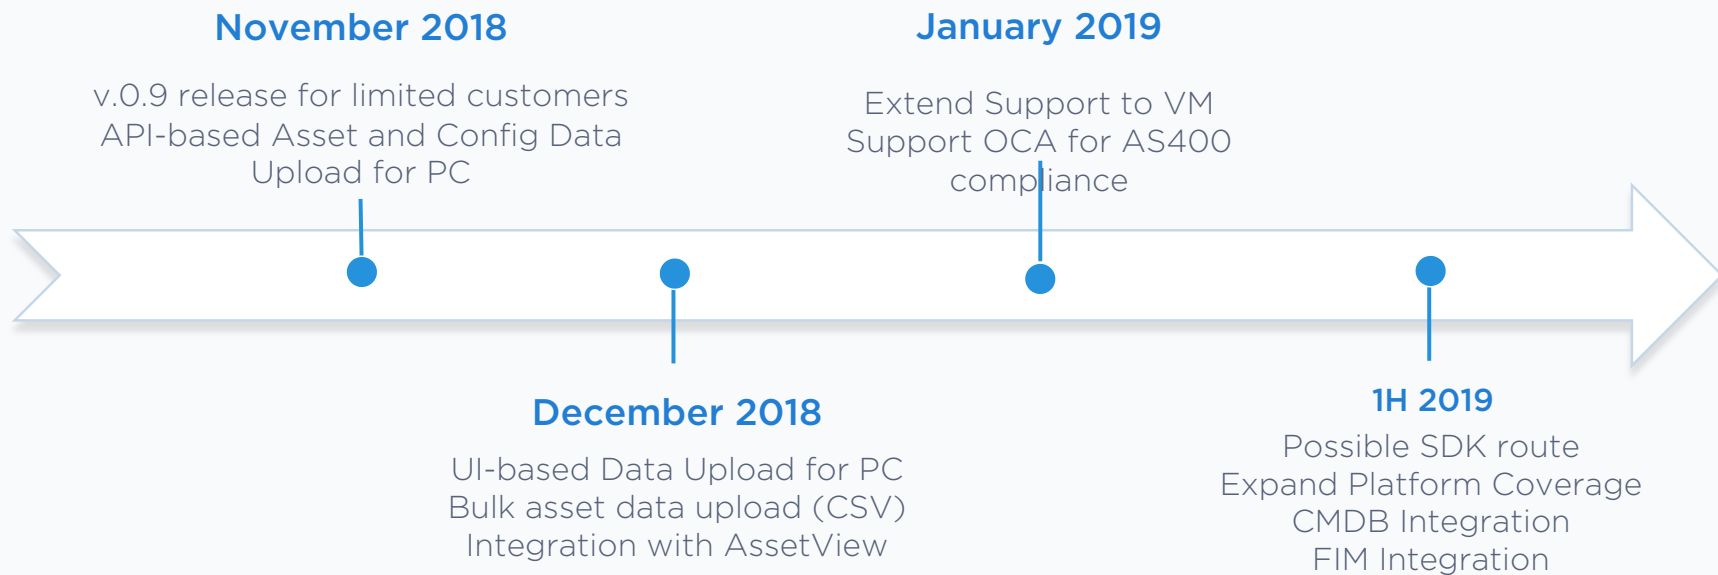 November 2018
v.0.9 release for limited customers
API-based Asset and Config Data
Upload for PC
January 2019
Extend Support to VM
Support OCA for AS400
compliance
December 2018
UI-based Data Upload for PC
Bulk asset data upload (CSV)
Integration with AssetView
1H 2019
Possible SDK route
Expand Platform Coverage
CMDB Integration
FIM Integration